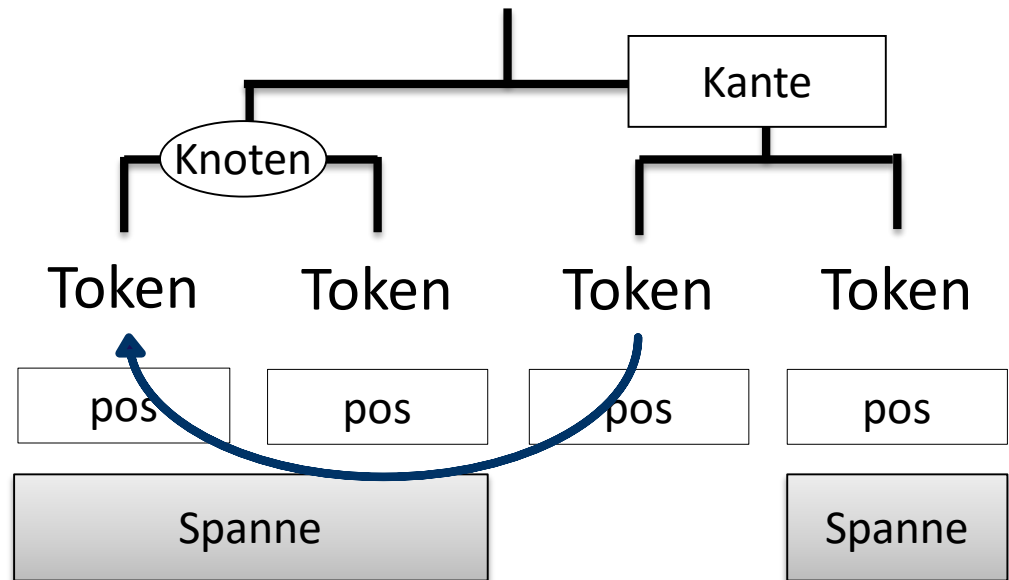 Kante
Knoten
Token Token Token Token
pos pos pos pos
Spanne Spanne